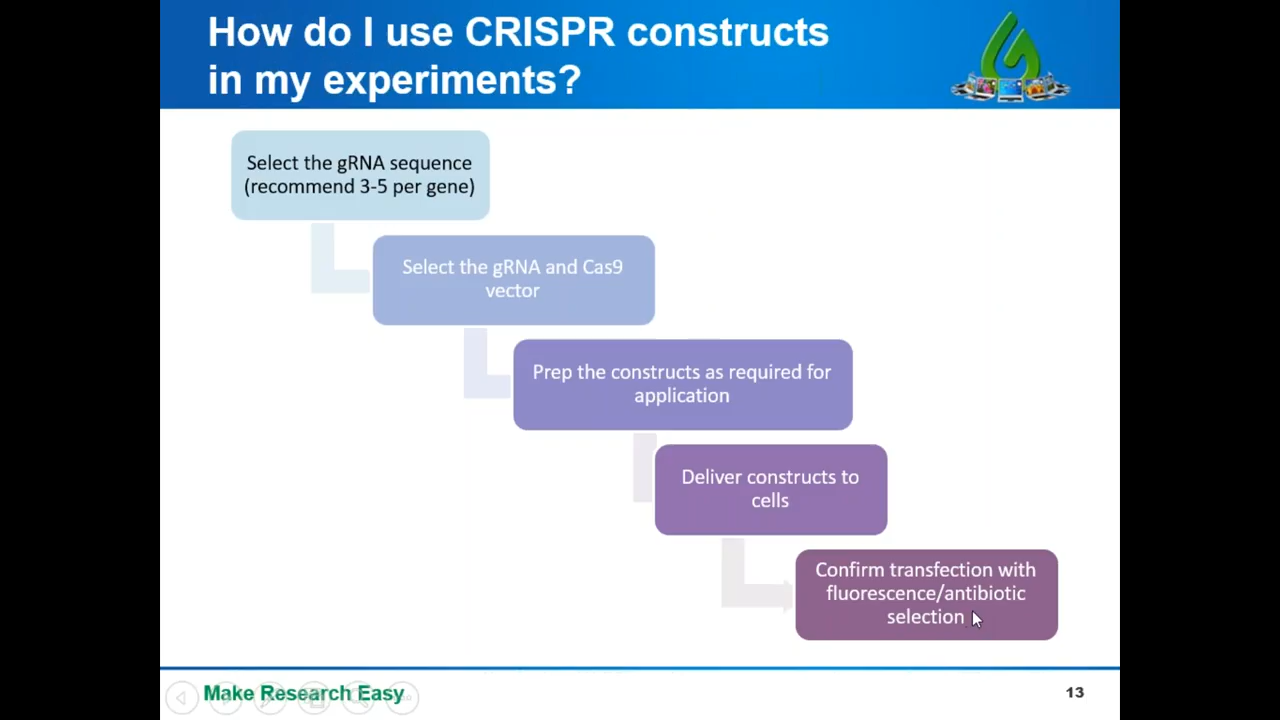 How do I use CRISPR constructs
in my experiments?
Select the gRNA sequence
(recommend 3-5 per gene)
Select the gRNA and Cas9
vector
Prep the constructs as required for
application
Deliver constructs to
cells
Confirm transfection with
fluorescence/antibiotic
selection
Make Research Easy
13